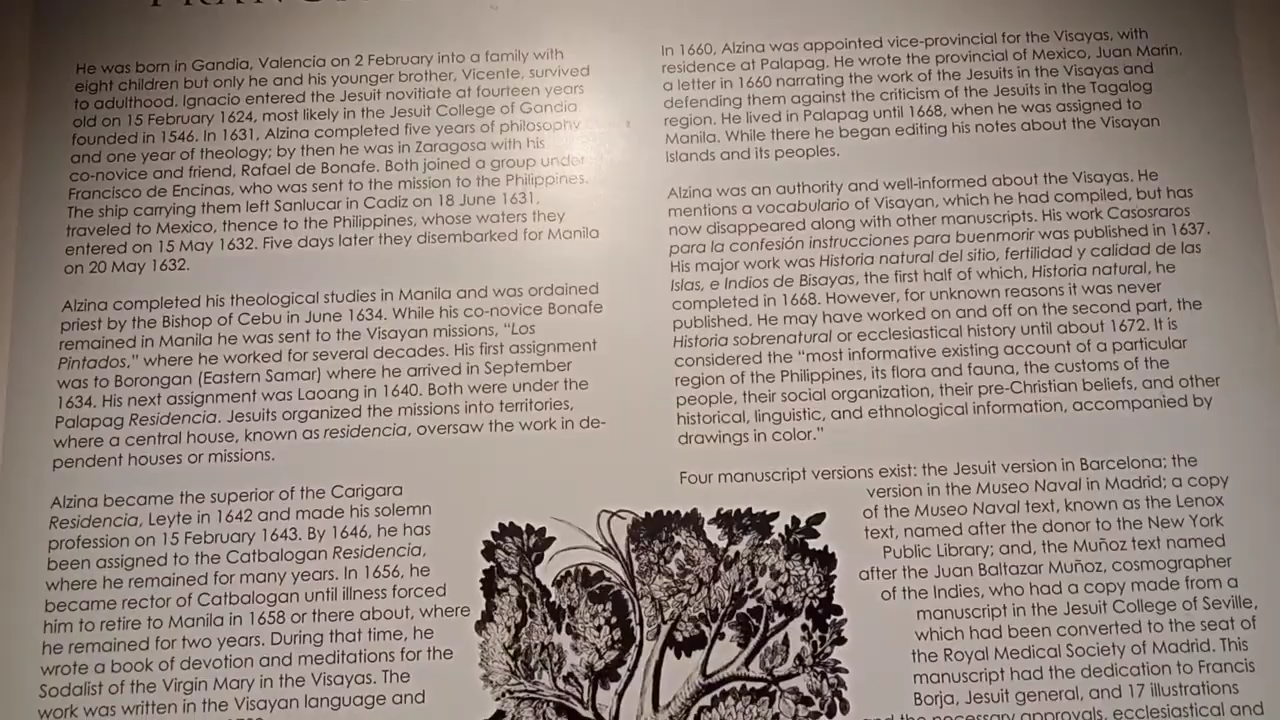 He was born in Gandia, Valencia on 2 February into a family with
eight children but only he and his younger brother, Vicente, survived
to adulthood. Ignacio entered the Jesuit novitiate at fourteen years
old on 15 February 1624, most likely in the Jesuit College of Gandia
founded in 1546. In 1631, Alzina completed five years of philosophy
and one year of theology; by then he was in Zaragosa with his
co-novice and friend, Rafael de Bonafe. Both joined a group under
Francisco de Encinas, who was sent to the mission to the Philippines.
The ship carrying them left Sanlucar in Cadiz on 18 June 1631,
traveled to Mexico, thence to the Philippines, whose waters they
entered on 15 May 1632. Five days later they disembarked for Manila
on 20 May 1632.
Alzina completed his theological studies in Manila and was ordained
priest by the Bishop of Cebu in June 1634. While his co-novice Bonafe
remained in Manila he was sent to the Visayan missions, “Los
Pintados,” where he worked for several decades. His first assignment
was to Borongan (Eastern Samar) where he arrived in September
1634. His next assignment was Laoang in 1640. Both were under the
Palapag Residencia. Jesuits organized the missions into territories,
where a central house, known as residencia, oversaw the work in de-
pendent houses or missions.
Alzina became the superior of the Carigara
Residencia, Leyte in 1642 and made his solemn
profession on 15 February 1643. By 1646, he has
been assigned to the Catbalogan Residencia,
where he remained for many years. In 1656, he
became rector of Catbalogan until illness forced
him to retire to Manila in 1658 or there about, where
he remained for two years. During that time, he
wrote a book of devotion and meditations for the
Sodalist of the Virgin Mary in the Visayas. The
work was written in the Visayan language and
In 1660, Alzina was appointed vice-provincial for the Visayas, with
residence at Palapag. He wrote the provincial of Mexico, Juan Marin,
a letter in 1660 narrating the work of the Jesuits in the Visayas and
defending them against the criticism of the Jesuits in the Tagalog
region. He lived in Palapag until 1668, when he was assigned to
Manila. While there he began editing his notes about the Visayan
Islands and its peoples.
Alzina was an authority and well-informed about the Visayas. He
mentions a vocabulario of Visayan, which he had compiled, but has
now disappeared along with other manuscripts. His work Casosraros
para la confesión instrucciones para buenmorir was published in 1637.
His major work was Historia natural del sitio, fertilidad y calidad de las
Islas, e Indios de Bisayas, the first half of which, Historia natural, he
completed in 1668. However, for unknown reasons it was never
published. He may have worked on and off on the second part, the
Historia sobrenatural or ecclesiastical history until about 1672. It is
considered the “most informative existing account of a particular
region of the Philippines, its flora and fauna, the customs of the
people, their social organization, their pre-Christian beliefs, and other
historical, linguistic, and ethnological information, accompanied by
drawings in color.”
Four manuscript versions exist: the Jesuit version in Barcelona; the
version in the Museo Naval in Madrid; a copy
of the Museo Naval text, known as the Lenox
text, named after the donor to the New York
Public Library; and, the Muñoz text named
after the Juan Baltazar Muñoz, cosmographer
of the Indies, who had a copy made from a
manuscript in the Jesuit College of Seville,
which had been converted to the seat of
the Royal Medical Society of Madrid. This
manuscript had the dedication to Francis
Borja, Jesuit general, and 17 illustrations
and the necessary approvals, ecclesiastical and